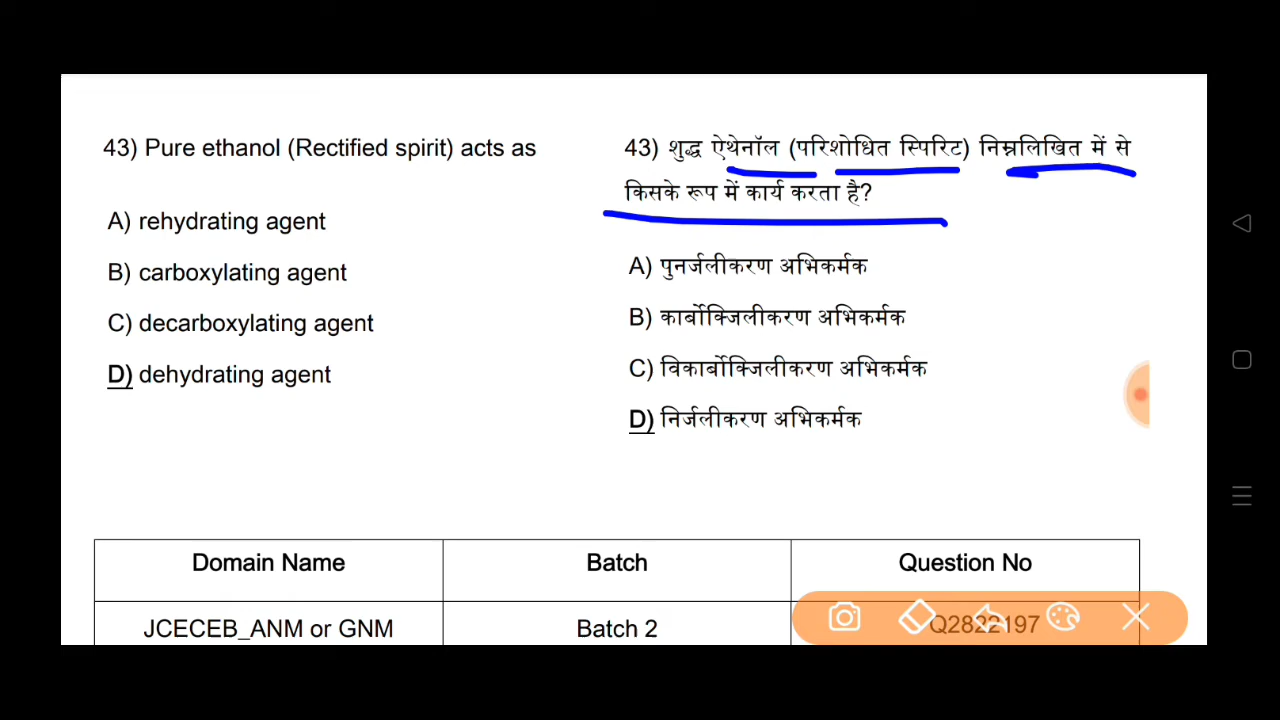 43) Pure ethanol (Rectified spirit) acts as
A) rehydrating agent
B) carboxylating agent
C) decarboxylating agent
D) dehydrating agent
43) शुद्ध ऐथेनॉल (परिशोधित स्पिरिट) निम्नलिखित में से
किसके रूप में कार्य करता है?
A) पुनर्जलीकरण अभिकर्मक
B) कार्बोक्जिलीकरण अभिकर्मक
C) विकार्बोक्जिलीकरण अभिकर्मक
D) निर्जलीकरण अभिकर्मक
Domain Name Batch Question No
JCECEB_ANM or GNM Batch 2 Q2822197